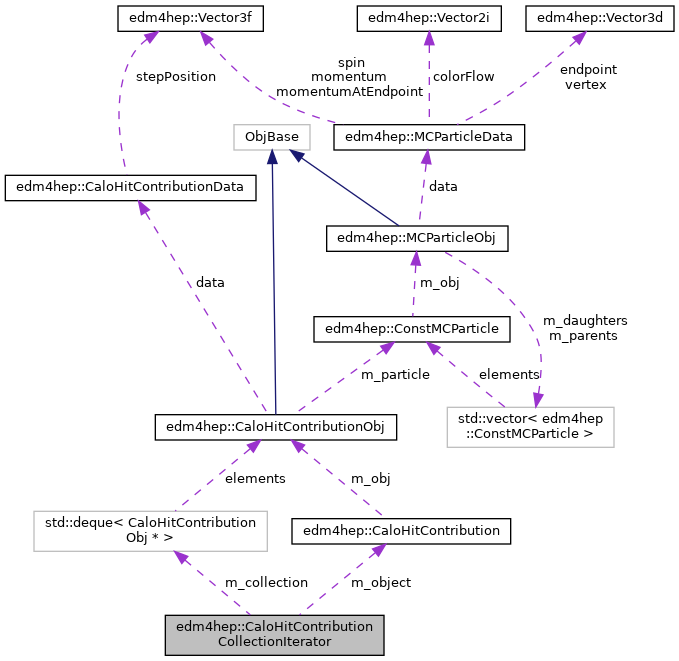 edm4hep::Vector3f
edm4hep::Vector2i
edm4hep::Vector3d
stepPosition
spin
momentum
momentumAtEndpoint
colorFlow
endpoint
vertex
ObjBase
edm4hep::MCParticleData
edm4hep::CaloHitContributionData
data
edm4hep::MCParticleObj
data
m_obj
edm4hep::ConstMCParticle
m_daughters
m_parents
m_particle
elements
edm4hep::CaloHitContributionObj
std::vector< edm4hep
::ConstMCParticle >
elements
m_obj
std::deque< CaloHitContribution
Obj * >
edm4hep::CaloHitContribution
m_collection
m_object
edm4hep::CaloHitContribution
CollectionIterator